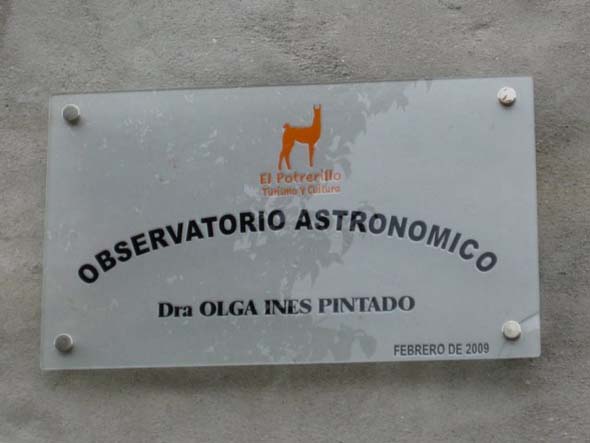 El Potrerillo
Turismo y Cultura
OBSERVATORIO ASTRONOMICO
Dra OLGA INES PINTADO
FEBRERO DE 2009